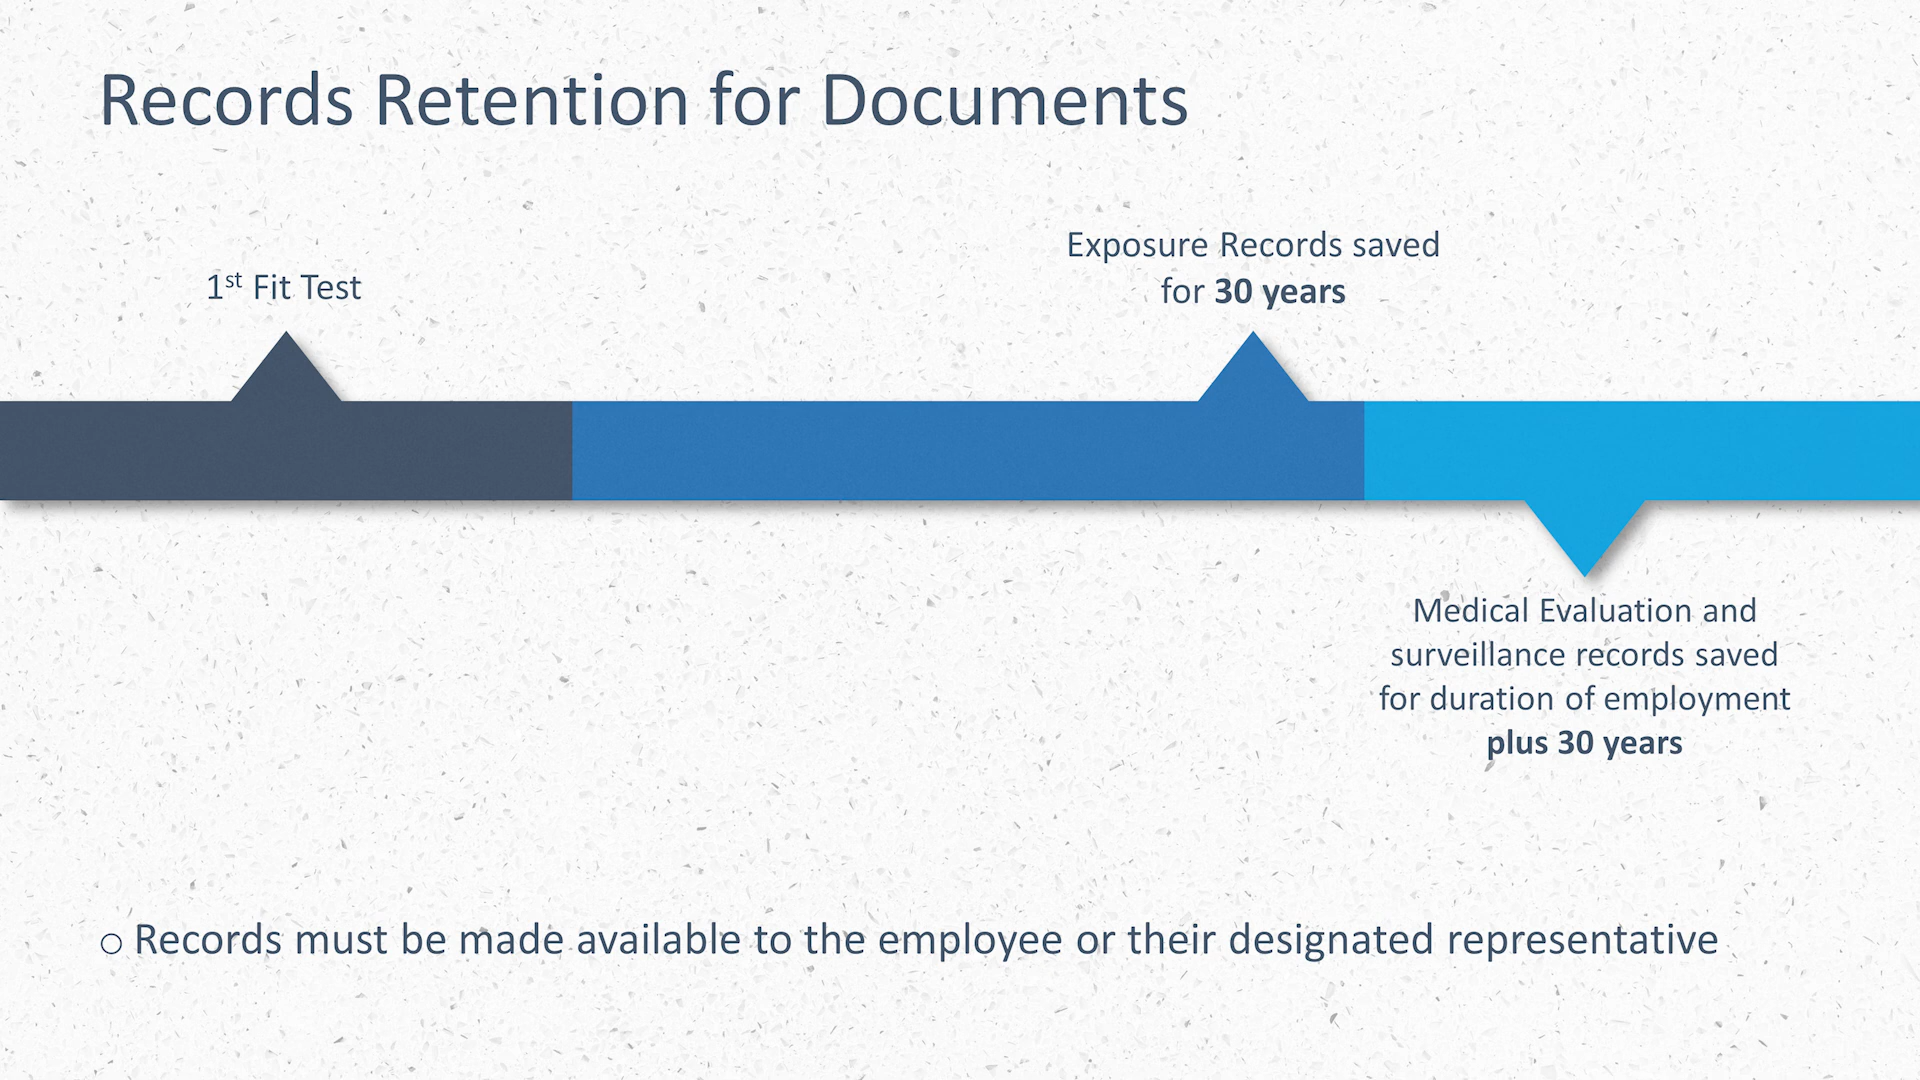 Records Retention for Documents
1st Fit Test
Exposure Records saved
for 30 years
Medical Evaluation and
surveillance records saved
for duration of employment
plus 30 years
o Records must be made available to the employee or their designated representative